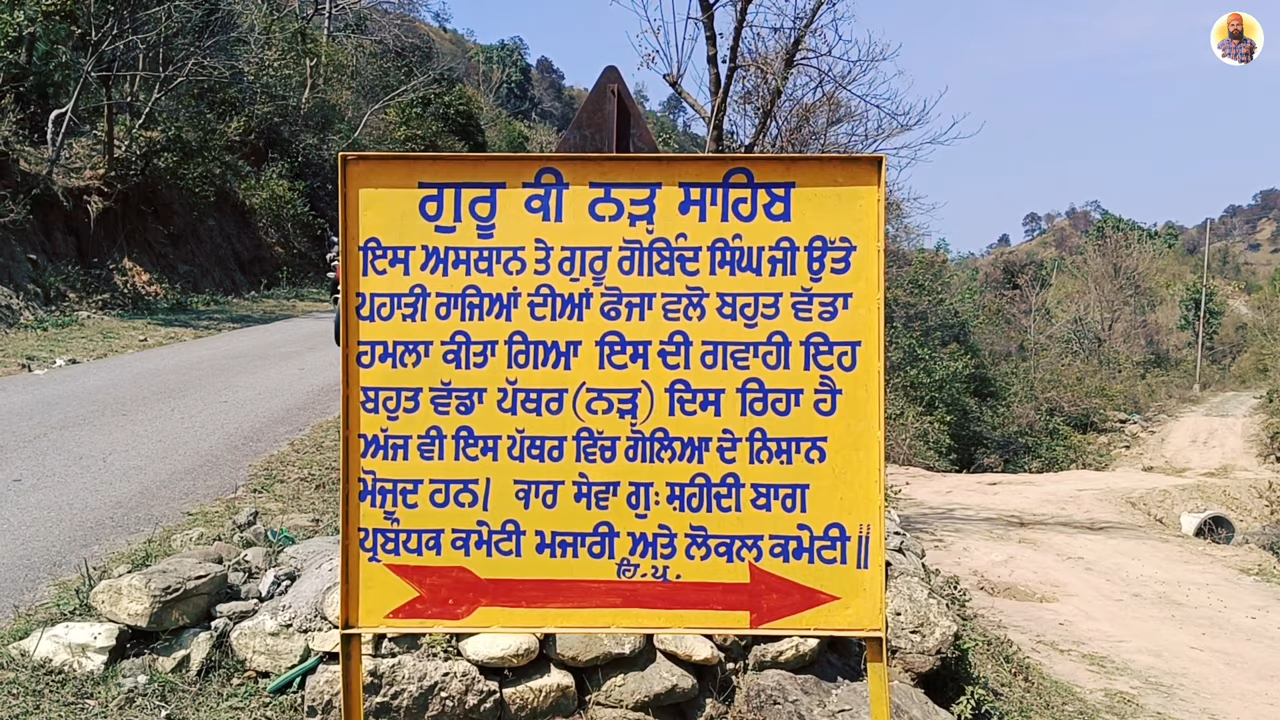 ਗੁਰੂ ਕੀ ਨੜ੍ਹ ਸਾਹਿਬ
ਇਸ ਅਸਥਾਨ ਤੇ ਗੁਰੂ ਗੋਬਿੰਦ ਸਿੰਘ ਜੀ ਉੱਤੇ
ਪਹਾੜੀ ਰਾਜਿਆਂ ਦੀਆਂ ਫੋਜਾ ਵਲੋ ਬਹੁਤ ਵੱਡਾ
ਹਮਲਾ ਕੀਤਾ ਗਿਆ ਇਸ ਦੀ ਗਵਾਹੀ ਇਹ
ਬਹੁਤ ਵੱਡਾ ਪੱਥਰ (ਨੜ੍ਹ) ਦਿਸ ਰਿਹਾ ਹੈ
ਅੱਜ ਵੀ ਇਸ ਪੱਥਰ ਵਿੱਚ ਗੋਲਿਆ ਦੇ ਨਿਸ਼ਾਨ
ਮੋਜੂਦ ਹਨ। ਕਾਰ ਸੇਵਾ ਗੁ: ਸ਼ਹੀਦੀ ਬਾਗ
ਪ੍ਰਬੰਧਕ ਕਮੇਟੀ ਮਜਾਰੀ ਅਤੇ ਲੋਕਲ ਕਮੇਟੀ॥
ਹਿ.ਪ੍ਰ.